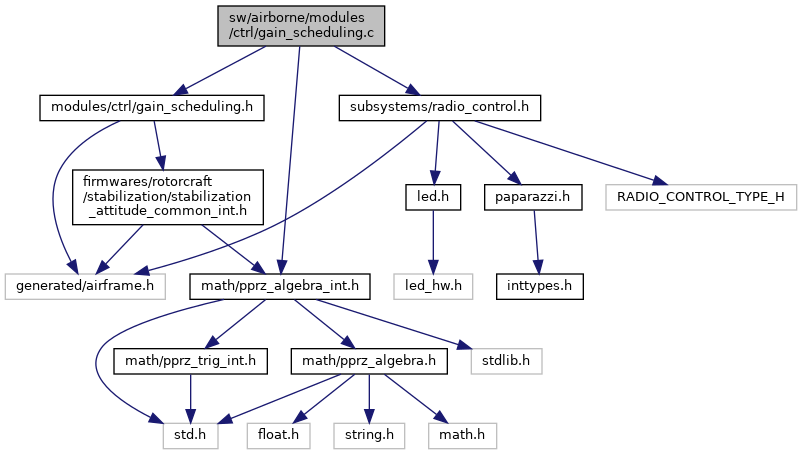 sw/airborne/modules
/ctrl/gain_scheduling.c
modules/ctrl/gain_scheduling.h
subsystems/radio_control.h
firmwares/rotorcraft
/stabilization/stabilization
_attitude_common_int.h
led.h
paparazzi.h
RADIO_CONTROL_TYPE_H
generated/airframe.h
math/pprz_algebra_int.h
led_hw.h
inttypes.h
math/pprz_trig_int.h
math/pprz_algebra.h
stdlib.h
std.h
float.h
string.h
math.h